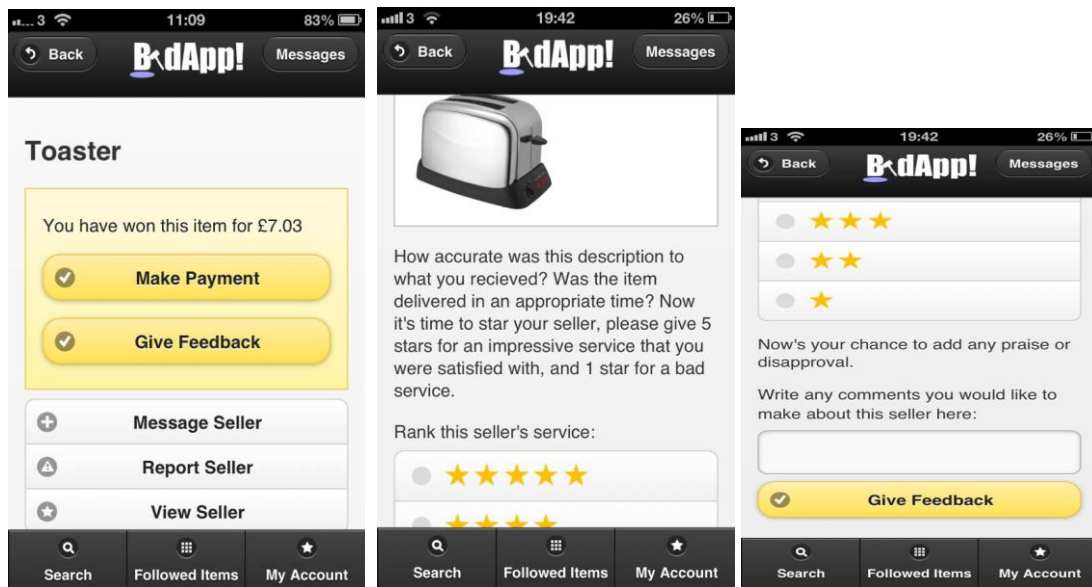 3 11:09 83%
Back BidApp! Messages
Toaster
You have won this item for £7.03
Make Payment
Give Feedback
Message Seller
Report Seller
View Seller
Search Followed Items My Account
3 19:42 26%
Back BidApp! Messages
How accurate was this description to
what you recieved? Was the item
delivered in an appropriate time? Now
it's time to star your seller, please give 5
stars for an impressive service that you
were satisfied with, and 1 star for a bad
service.
Rank this seller's service:
Search Followed Items My Account
3 19:42 26%
Back BidApp! Messages
Now's your chance to add any praise or
disapproval.
Write any comments you would like to
make about this seller here:
Give Feedback
Search Followed Items My Account